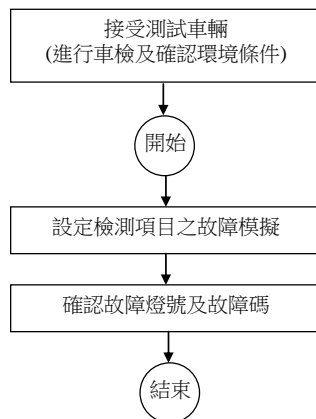 接受測試車輛
(進行車檢及確認環境條件)
開始
設定檢測項目之故障模擬
確認故障燈號及故障碼
結束